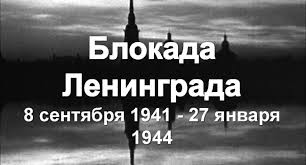 Блокада
Ленинграда
8 сентября 1941 - 27 января
1944